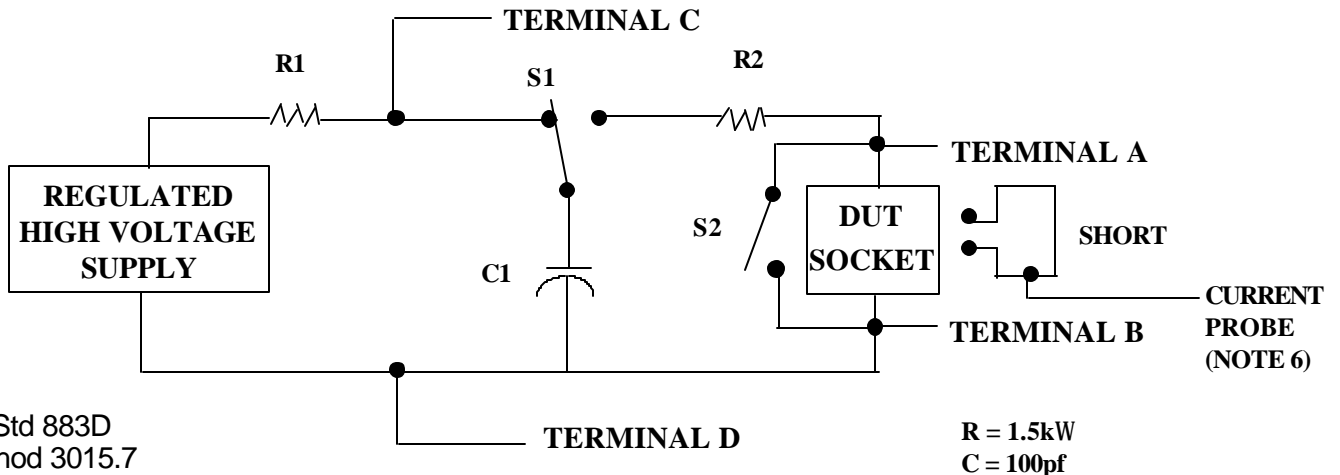 TERMINAL C
R1
S1
R2
REGULATED
HIGH VOLTAGE
SUPPLY
C1
S2
TERMINAL A
DUT
SOCKET
SHORT
TERMINAL B
CURRENT
PROBE
(NOTE 6)
TERMINAL D
Std 883D
nod 3015.7
R = 1.5kW
C = 100pf